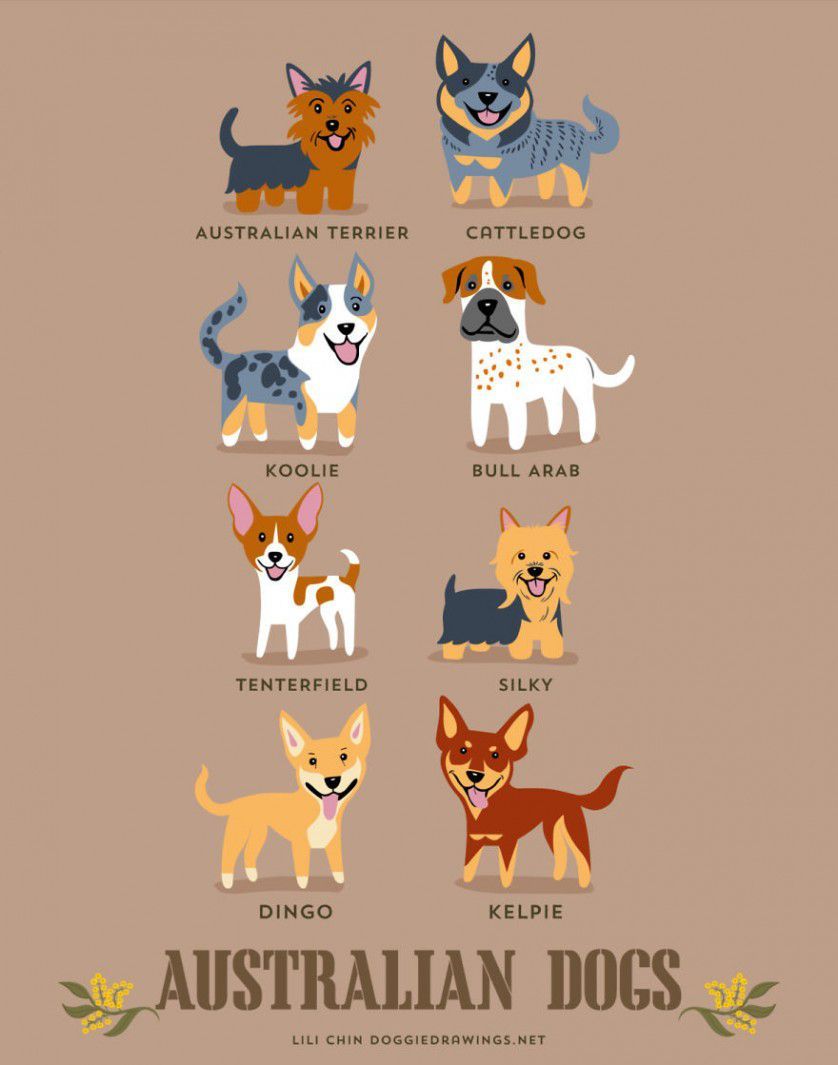 AUSTRALIAN TERRIER
CATTLEDOG
KOOLIE
BULL ARAB
TENTERFIELD
SILKY
DINGO
KELPIE
AUSTRALIAN DOGS
LILI CHIN DOGGIEDRAWINGS.NET